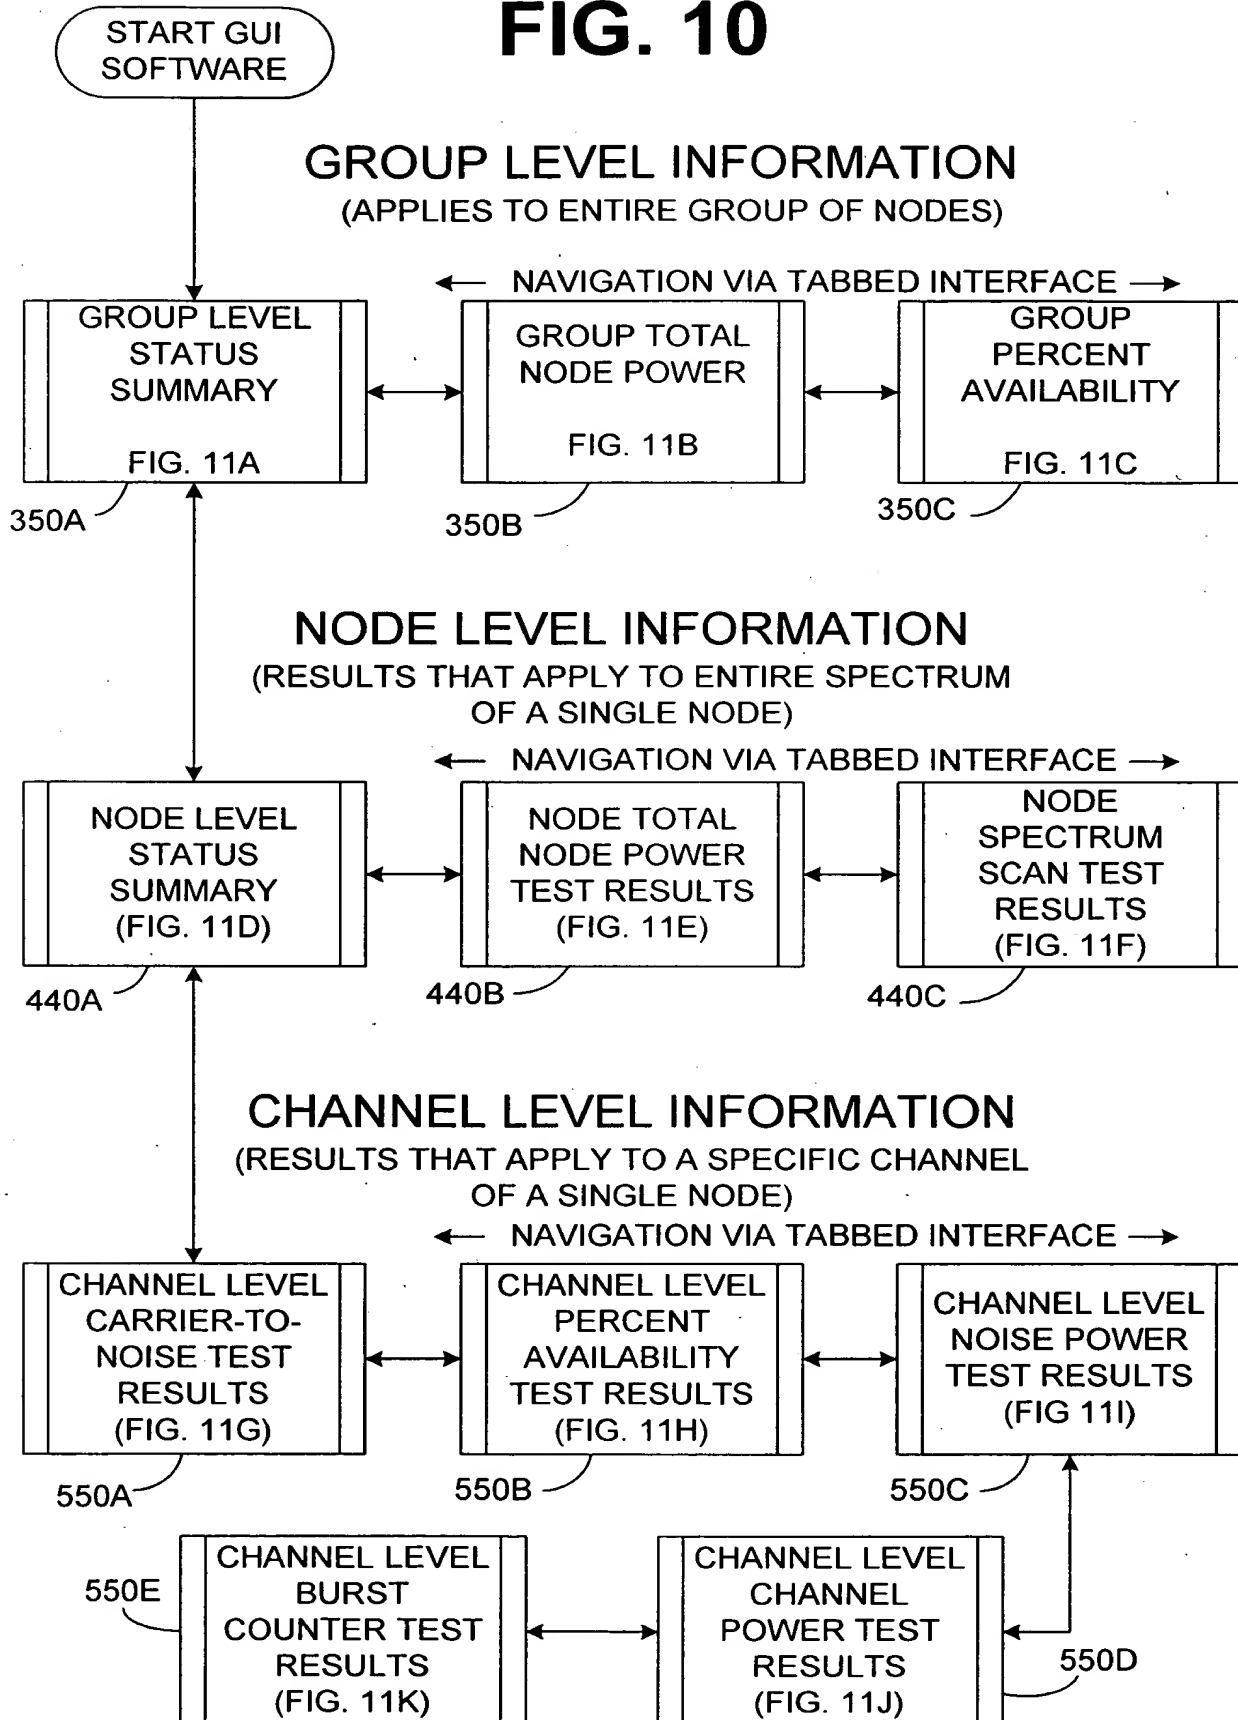 FIG. 10
START GUI
SOFTWARE
GROUP LEVEL INFORMATION
(APPLIES TO ENTIRE GROUP OF NODES)
NAVIGATION VIA TABBED INTERFACE
GROUP LEVEL
STATUS
SUMMARY
FIG. 11A
GROUP TOTAL
NODE POWER
FIG. 11B
GROUP
PERCENT
AVAILABILITY
FIG. 11C
350A
350B
350C
NODE LEVEL INFORMATION
(RESULTS THAT APPLY TO ENTIRE SPECTRUM
OF A SINGLE NODE)
NAVIGATION VIA TABBED INTERFACE
NODE LEVEL
STATUS
SUMMARY
(FIG. 11D)
NODE TOTAL
NODE POWER
TEST RESULTS
(FIG. 11E)
NODE
SPECTRUM
SCAN TEST
RESULTS
(FIG. 11F)
440A
440B
440C
CHANNEL LEVEL INFORMATION
(RESULTS THAT APPLY TO A SPECIFIC CHANNEL
OF A SINGLE NODE)
NAVIGATION VIA TABBED INTERFACE
CHANNEL LEVEL
CARRIER-TO-
NOISE TEST
RESULTS
(FIG. 11G)
CHANNEL LEVEL
PERCENT
AVAILABILITY
TEST RESULTS
(FIG. 11H)
CHANNEL LEVEL
NOISE POWER
TEST RESULTS
(FIG 11I)
550A
550B
550C
550E
CHANNEL LEVEL
BURST
COUNTER TEST
RESULTS
(FIG. 11K)
CHANNEL LEVEL
CHANNEL
POWER TEST
RESULTS
(FIG. 11J)
550D